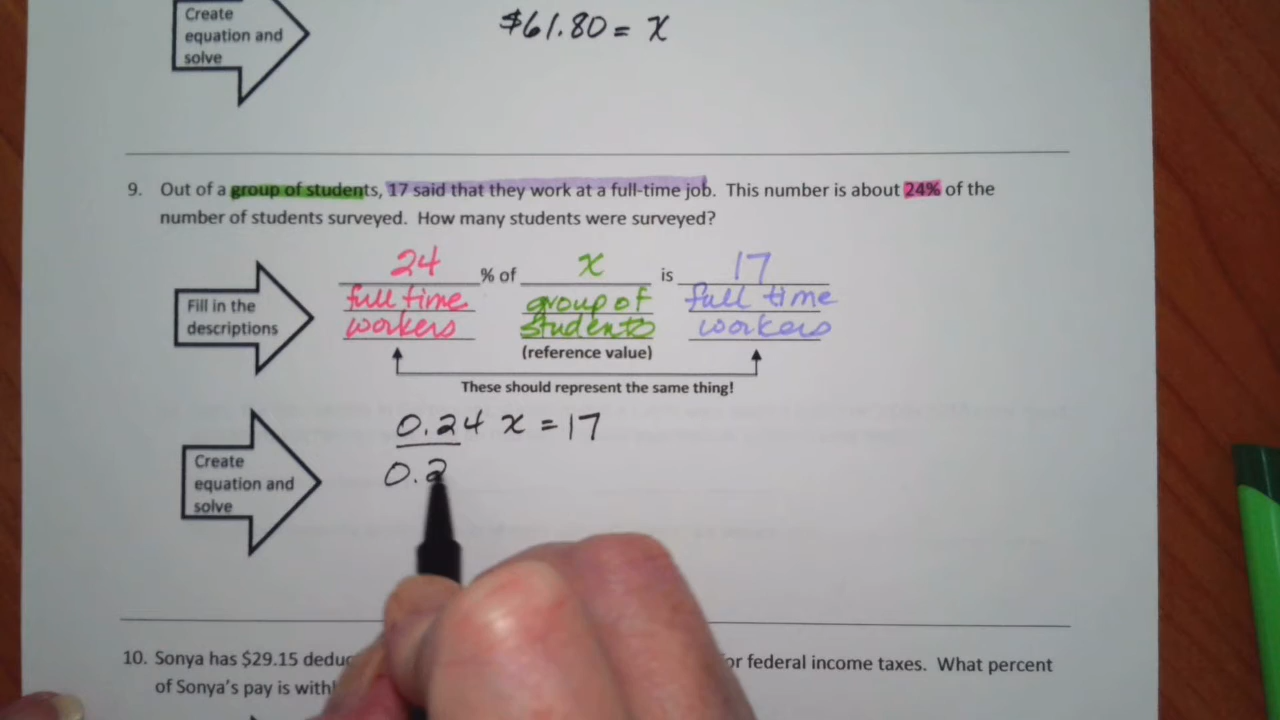 Create
equation and
solve
$61.80 = x
9. Out of a group of students, 17 said that they work at a full-time job. This number is about 24% of the
number of students surveyed. How many students were surveyed?
24 % of x is 17
Fill in the
descriptions
full time
workers
group of
students
full time
workers
(reference value)
These should represent the same thing!
Create
equation and
solve
0.24 x = 17
0.2
10. Sonya has $29.15 or federal income taxes. What percent
of Sonya's pay is